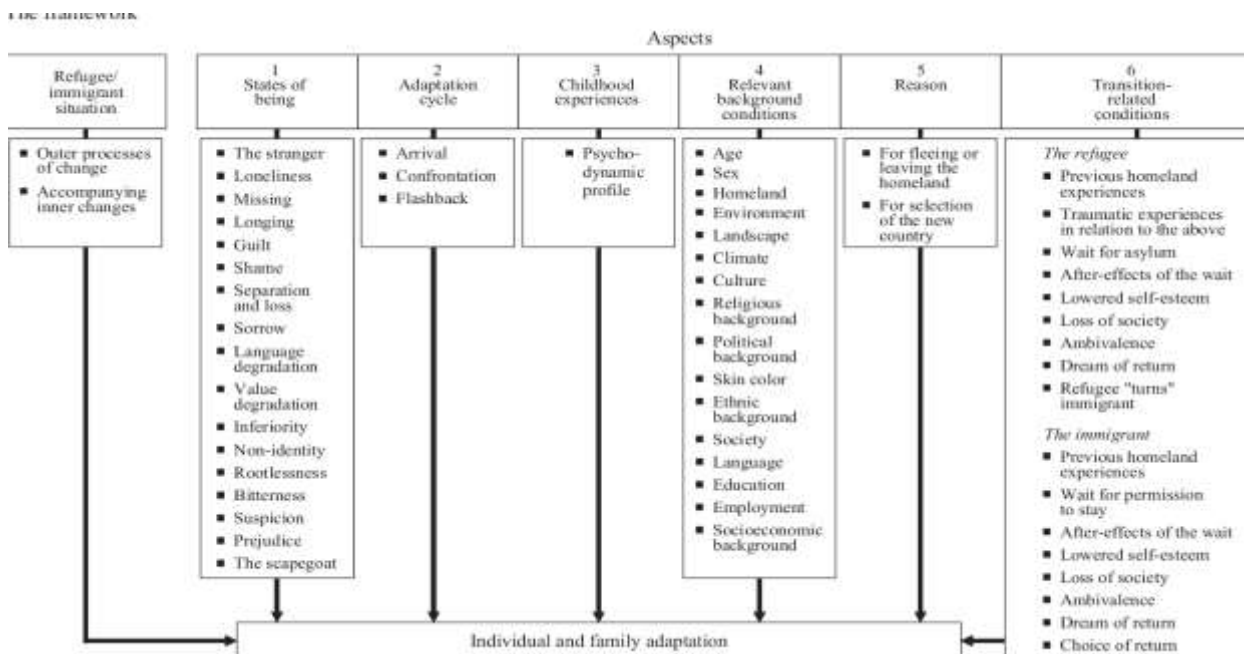 The framework
Aspects
Refugee/
immigrant
situation
1
States of
being
2
Adaptation
cycle
3
Childhood
experiences
4
Relevant
background
conditions
5
Reason
6
Transition-
related
conditions
■ Outer processes
of change
■ Accompanying
inner changes
■ The stranger
■ Loneliness
■ Missing
■ Longing
■ Guilt
■ Shame
■ Separation
and loss
■ Sorrow
■ Language
degradation
■ Value
degradation
■ Inferiority
■ Non-identity
■ Rootlessness
■ Bitterness
■ Suspicion
■ Prejudice
■ The scapegoat
■ Arrival
■ Confrontation
■ Flashback
■ Psycho-
dynamic
profile
■ Age
■ Sex
■ Homeland
■ Environment
■ Landscape
■ Climate
■ Culture
■ Religious
background
■ Political
background
■ Skin color
■ Ethnic
background
■ Society
■ Language
■ Education
■ Employment
■ Socioeconomic
background
■ For fleeing or
leaving the
homeland
■ For selection
of the new
country
The refugee
■ Previous homeland
experiences
■ Traumatic experiences
in relation to the above
■ Wait for asylum
■ After-effects of the wait
■ Lowered self-esteem
■ Loss of society
■ Ambivalence
■ Dream of return
■ Refugee "turns"
immigrant
The immigrant
■ Previous homeland
experiences
■ Wait for permission
to stay
■ After-effects of the wait
■ Lowered self-esteem
■ Loss of society
■ Ambivalence
■ Dream of return
■ Choice of return
Individual and family adaptation